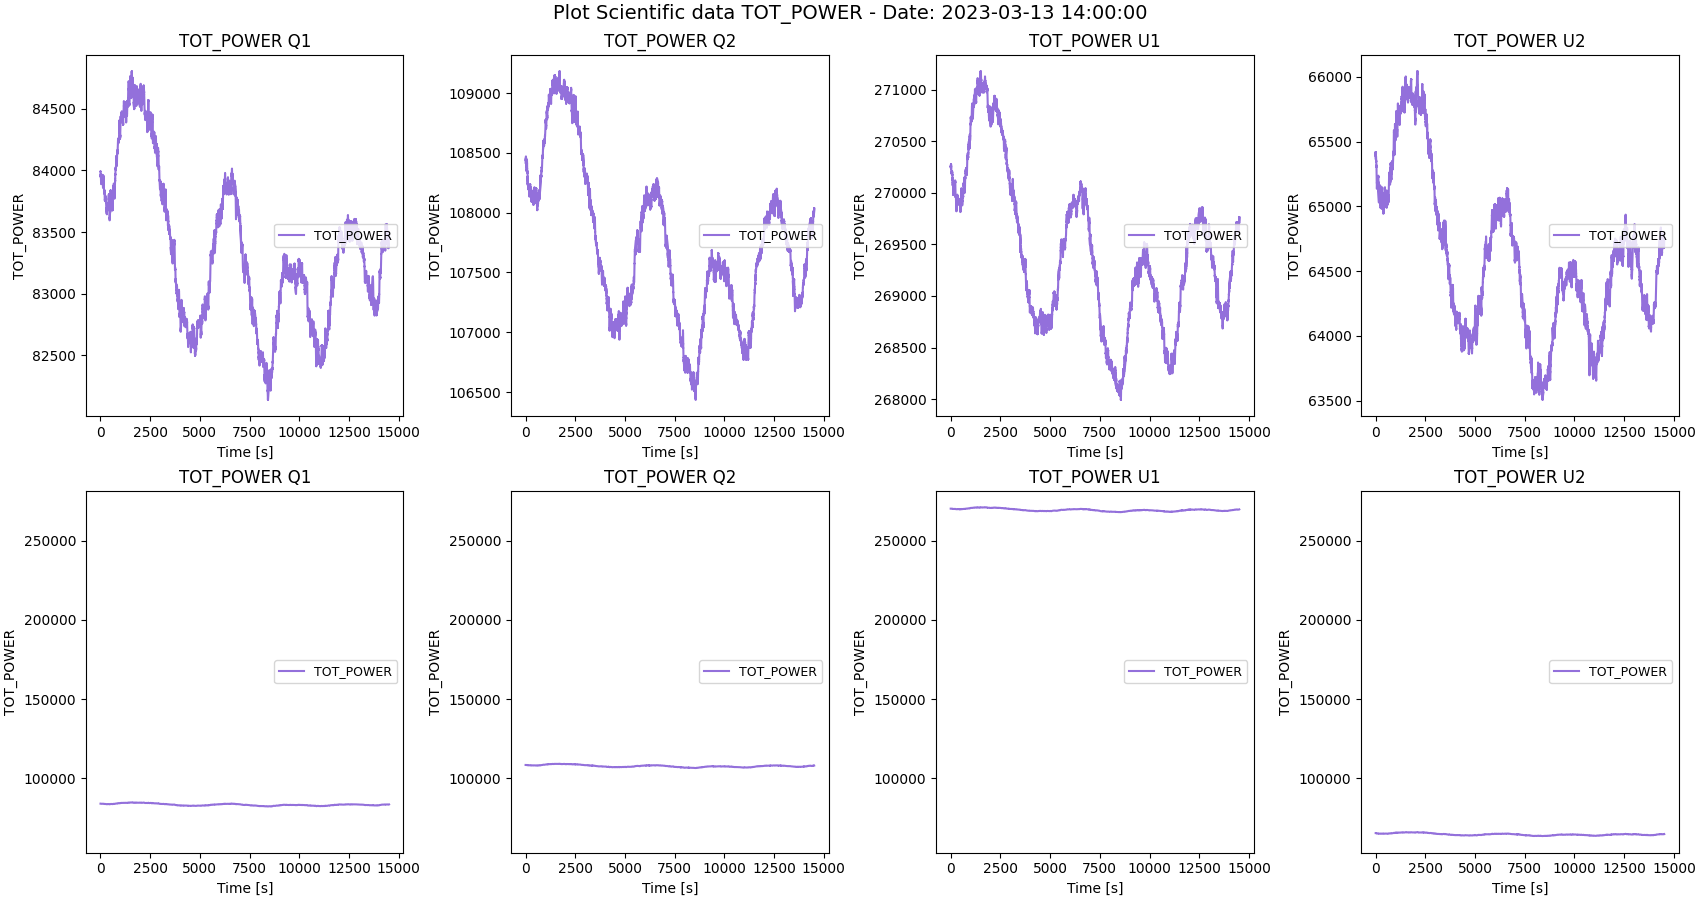 Plot Scientific data TOT_POWER - Date: 2023-03-13 14:00:00
TOT_POWER Q1
TOT_POWER
84500
84000
83500
83000
82500
TOT_POWER
0 2500 5000 7500 10000 12500 15000
Time [s]
TOT_POWER Q2
TOT_POWER
109000
108500
108000
107500
107000
106500
TOT_POWER
0 2500 5000 7500 10000 12500 15000
Time [s]
TOT_POWER U1
TOT_POWER
271000
270500
270000
269500
269000
268500
268000
TOT_POWER
0 2500 5000 7500 10000 12500 15000
Time [s]
TOT_POWER U2
TOT_POWER
66000
65500
65000
64500
64000
63500
TOT_POWER
0 2500 5000 7500 10000 12500 15000
Time [s]
TOT_POWER Q1
TOT_POWER
250000
200000
150000
100000
TOT_POWER
0 2500 5000 7500 10000 12500 15000
Time [s]
TOT_POWER Q2
TOT_POWER
250000
200000
150000
100000
TOT_POWER
0 2500 5000 7500 10000 12500 15000
Time [s]
TOT_POWER U1
TOT_POWER
250000
200000
150000
100000
TOT_POWER
0 2500 5000 7500 10000 12500 15000
Time [s]
TOT_POWER U2
TOT_POWER
250000
200000
150000
100000
TOT_POWER
0 2500 5000 7500 10000 12500 15000
Time [s]